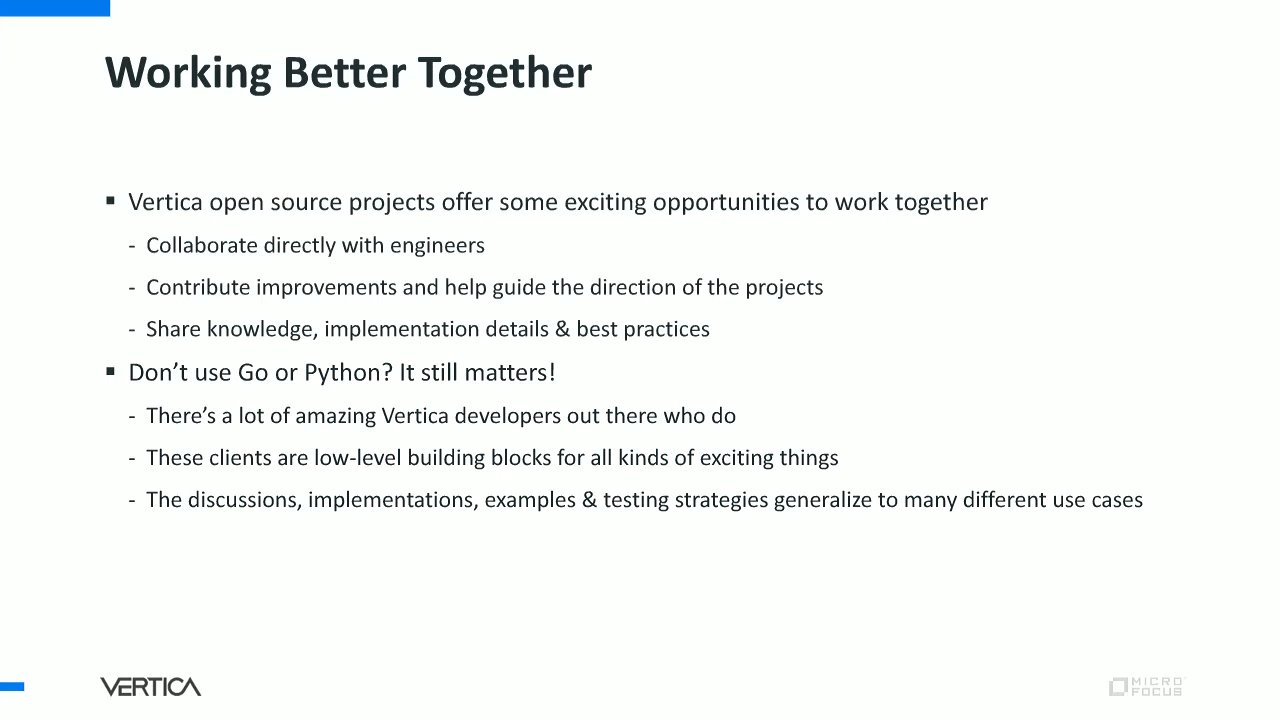 Working Better Together
▪ Vertica open source projects offer some exciting opportunities to work together
- Collaborate directly with engineers
- Contribute improvements and help guide the direction of the projects
- Share knowledge, implementation details & best practices
▪ Don’t use Go or Python? It still matters!
- There’s a lot of amazing Vertica developers out there who do
- These clients are low-level building blocks for all kinds of exciting things
- The discussions, implementations, examples & testing strategies generalize to many different use cases
VERTICA
MICRO
FOCUS